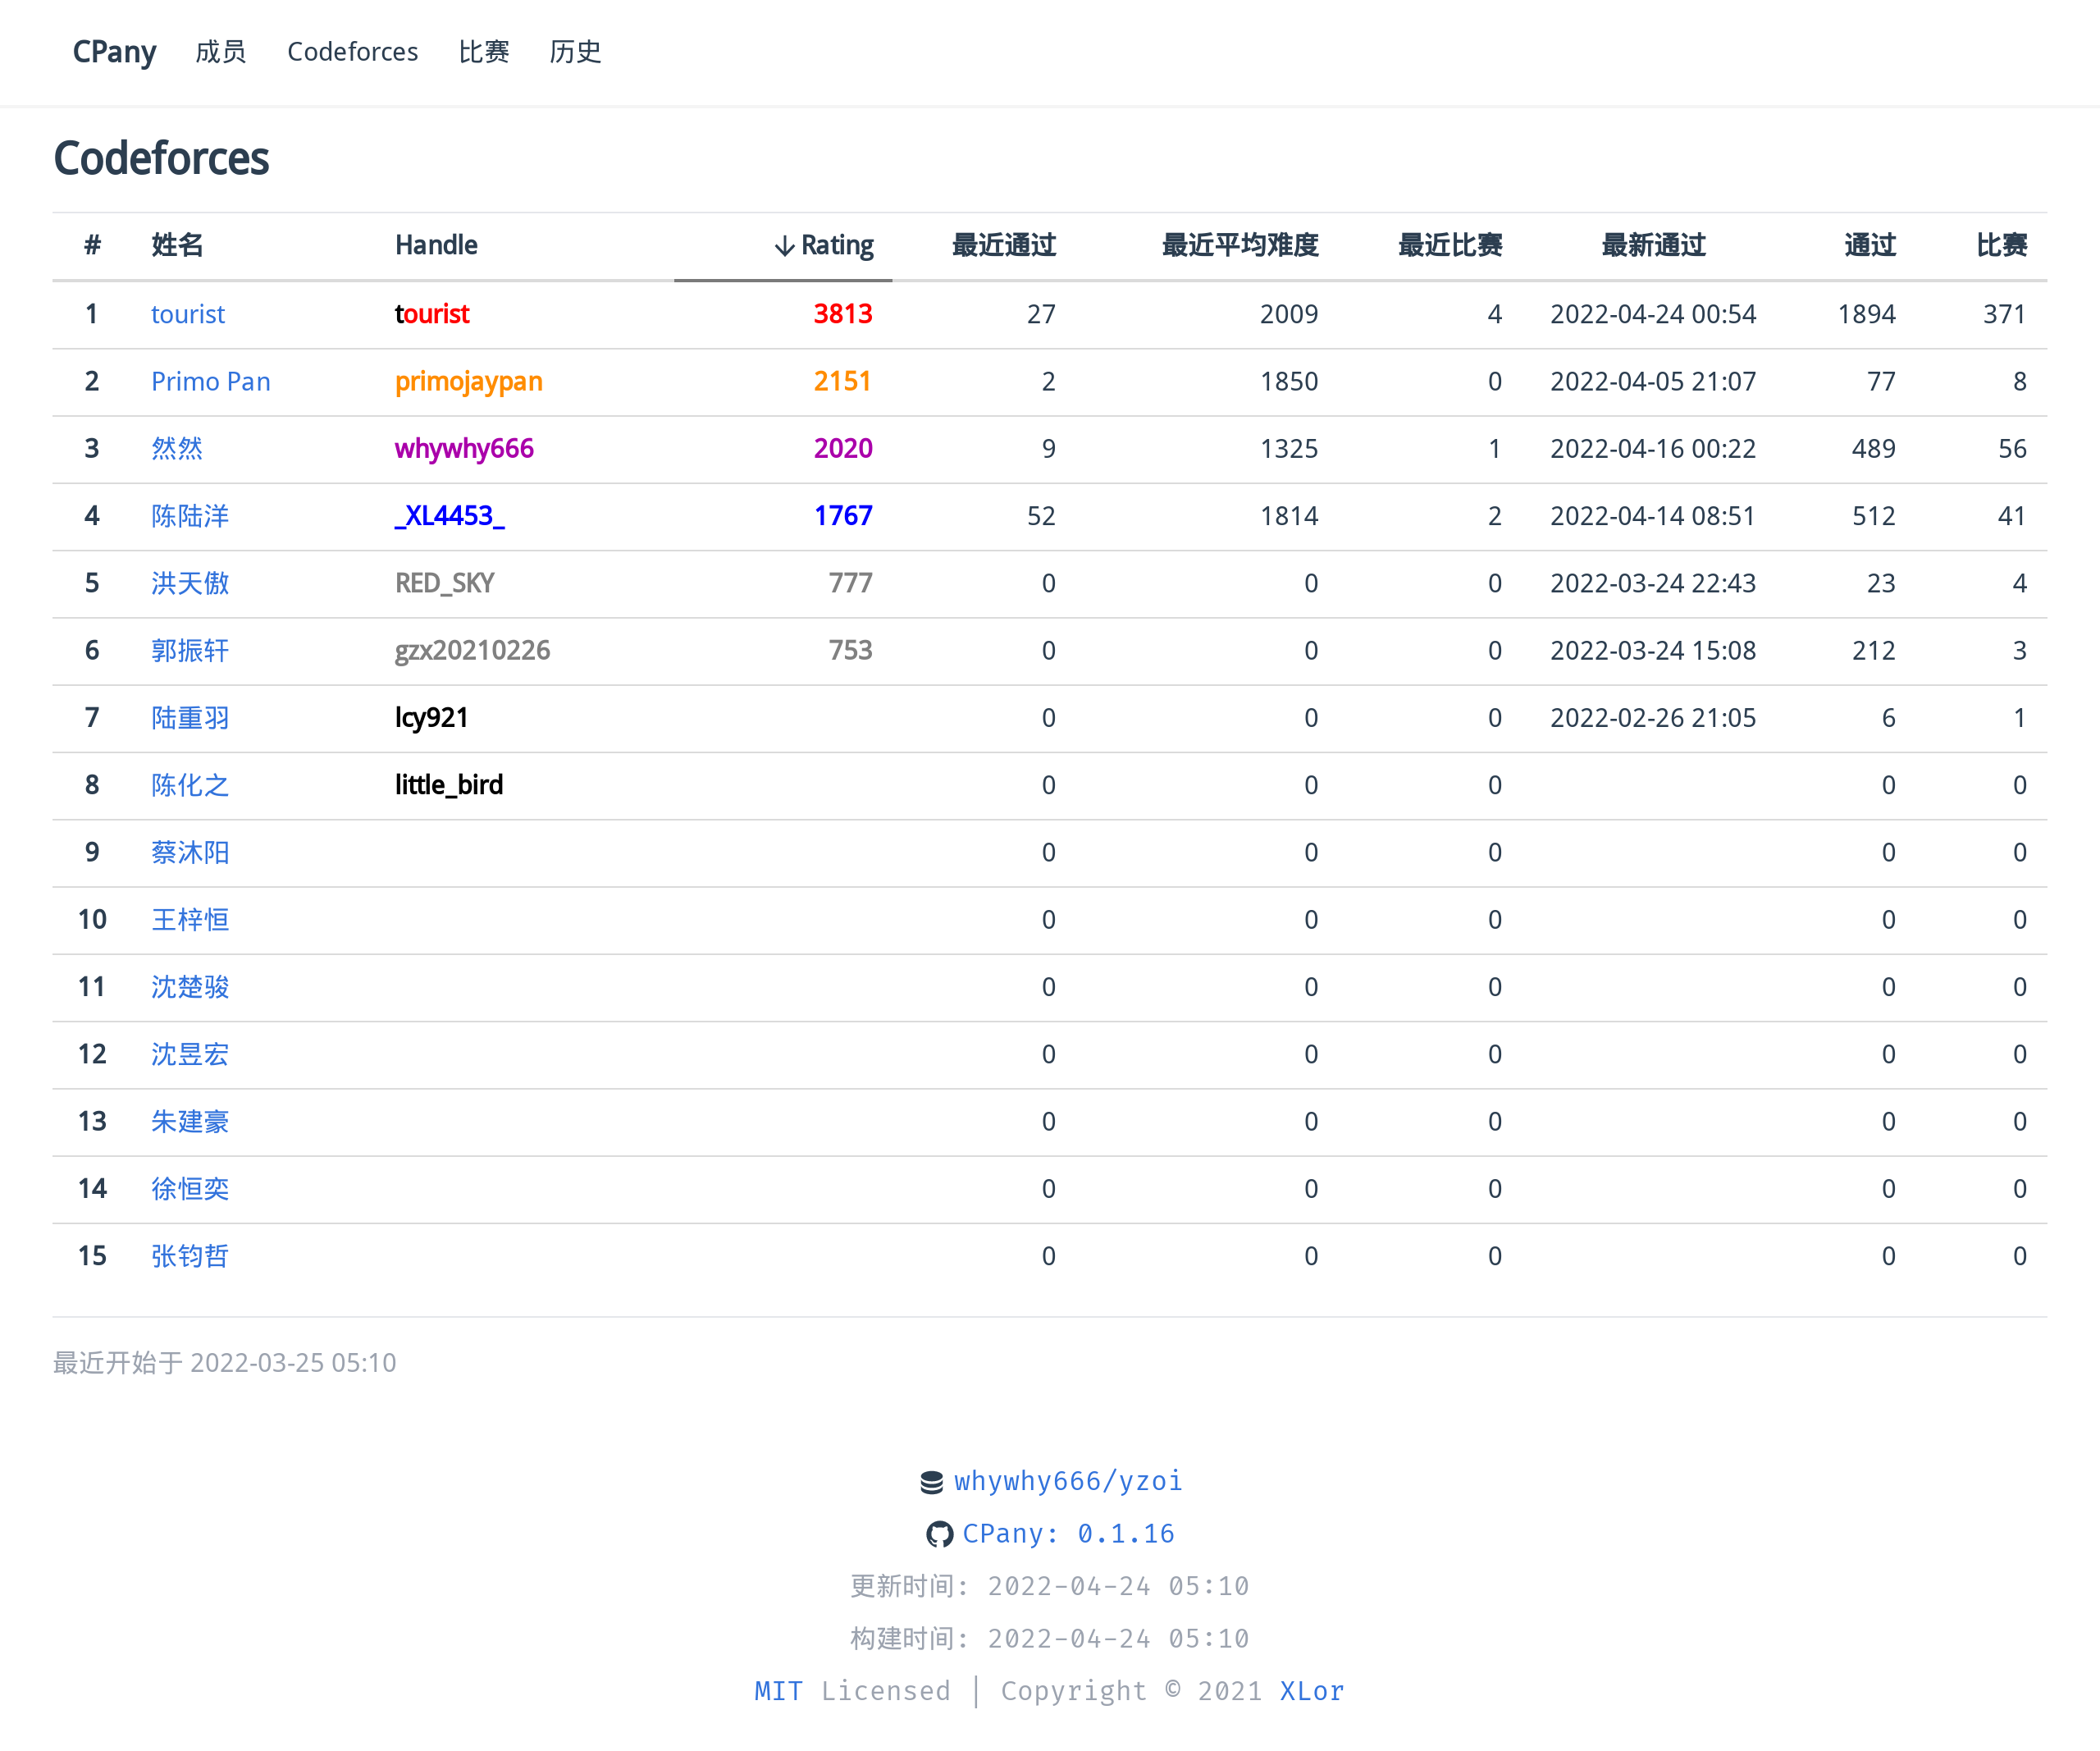 CPany 成员 Codeforces 比赛 历史
Codeforces
# 姓名 Handle ↓ Rating 最近通过 最近平均难度 最近比赛 最新通过 通过 比赛
1 tourist tourist 3813 27 2009 4 2022-04-24 00:54 1894 371
2 Primo Pan primojaypan 2151 2 1850 0 2022-04-05 21:07 77 8
3 然然 whywhy666 2020 9 1325 1 2022-04-16 00:22 489 56
4 陈陆洋 _XL4453_ 1767 52 1814 2 2022-04-14 08:51 512 41
5 洪天傲 RED_SKY 777 0 0 0 2022-03-24 22:43 23 4
6 郭振轩 gzx20210226 753 0 0 0 2022-03-24 15:08 212 3
7 陆重羽 lcy921 0 0 0 2022-02-26 21:05 6 1
8 陈化之 little_bird 0 0 0 0 0
9 蔡沐阳 0 0 0 0 0
10 王梓恒 0 0 0 0 0
11 沈楚骏 0 0 0 0 0
12 沈昱宏 0 0 0 0 0
13 朱建豪 0 0 0 0 0
14 徐恒奕 0 0 0 0 0
15 张钧哲 0 0 0 0 0
最近开始于 2022-03-25 05:10
whywhy666/yzoi
CPany: 0.1.16
更新时间: 2022-04-24 05:10
构建时间: 2022-04-24 05:10
MIT Licensed | Copyright © 2021 XLor